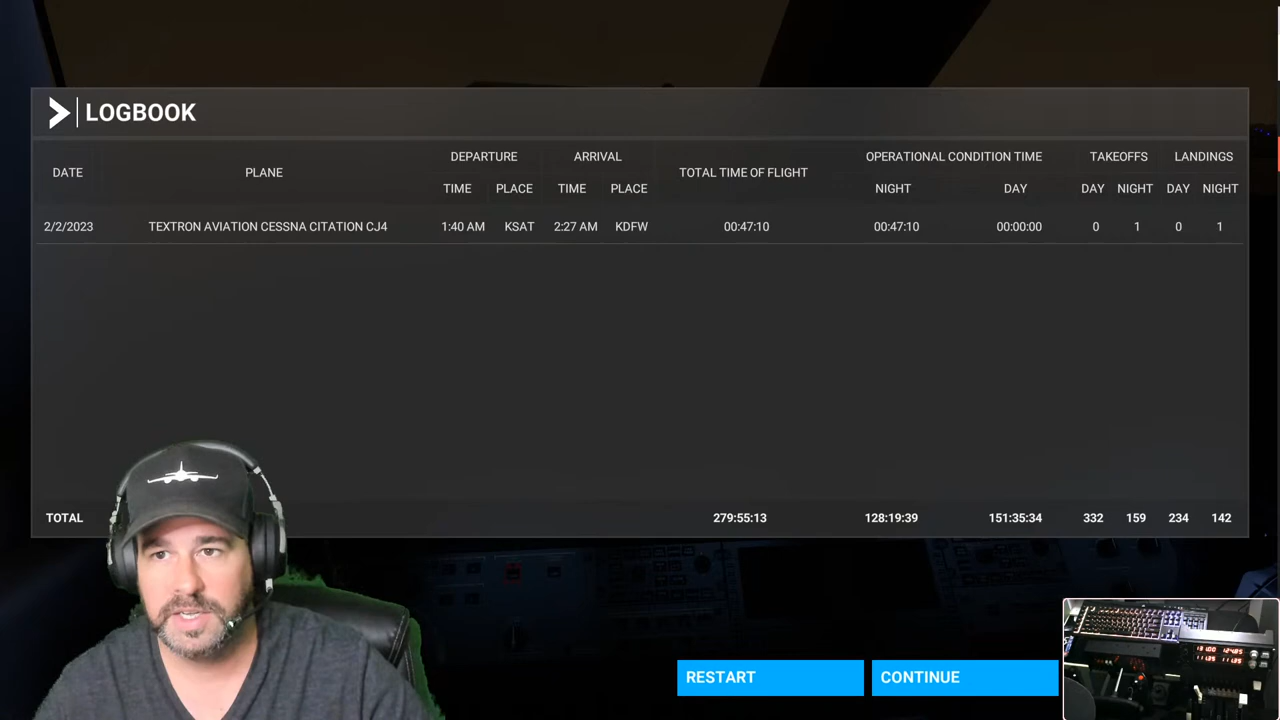 LOGBOOK
DATE PLANE DEPARTURE ARRIVAL TOTAL TIME OF FLIGHT OPERATIONAL CONDITION TIME TAKEOFFS LANDINGS
TIME PLACE TIME PLACE NIGHT DAY DAY NIGHT DAY NIGHT
2/2/2023 TEXTRON AVIATION CESSNA CITATION CJ4 1:40 AM KSAT 2:27 AM KDFW 00:47:10 00:47:10 00:00:00 0 1 0 1
TOTAL 279:55:13 128:19:39 151:35:34 332 159 234 142
RESTART CONTINUE